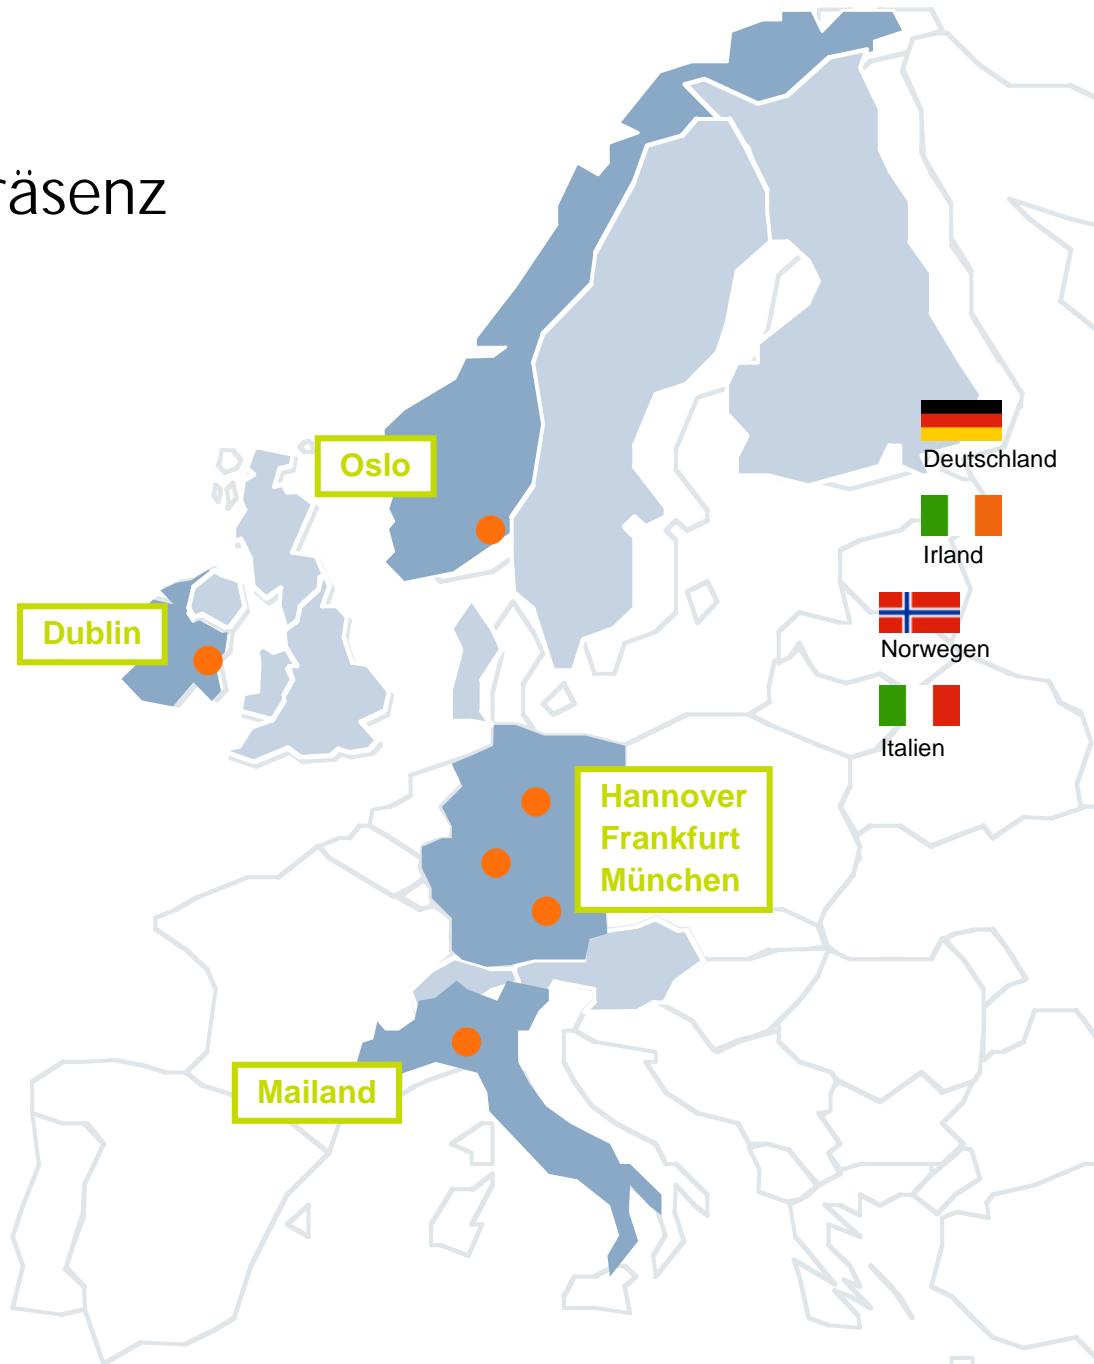 räsenz
Oslo
Deutschland
Irland
Dublin
Norwegen
Italien
Hannover
Frankfurt
München
Mailand